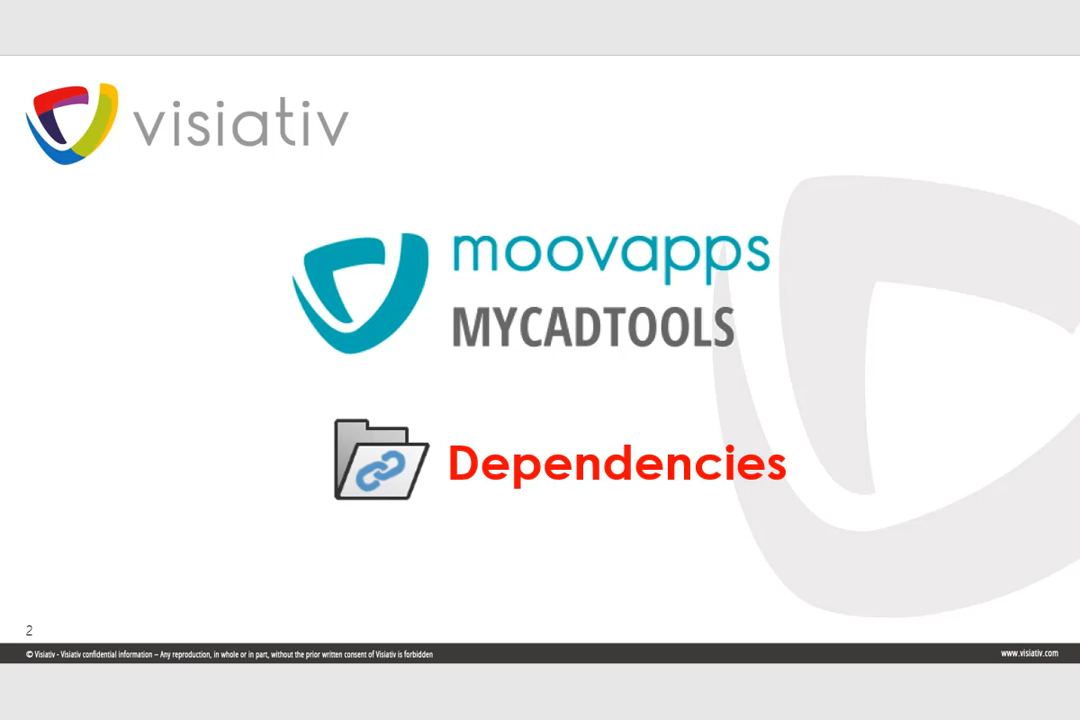 visiativ
moovapps
MYCADTOOLS
Dependencies
2
© Visiativ - Visiativ confidential information – Any reproduction, in whole or in part, without the prior written consent of Visiativ is forbidden
www.visiativ.com